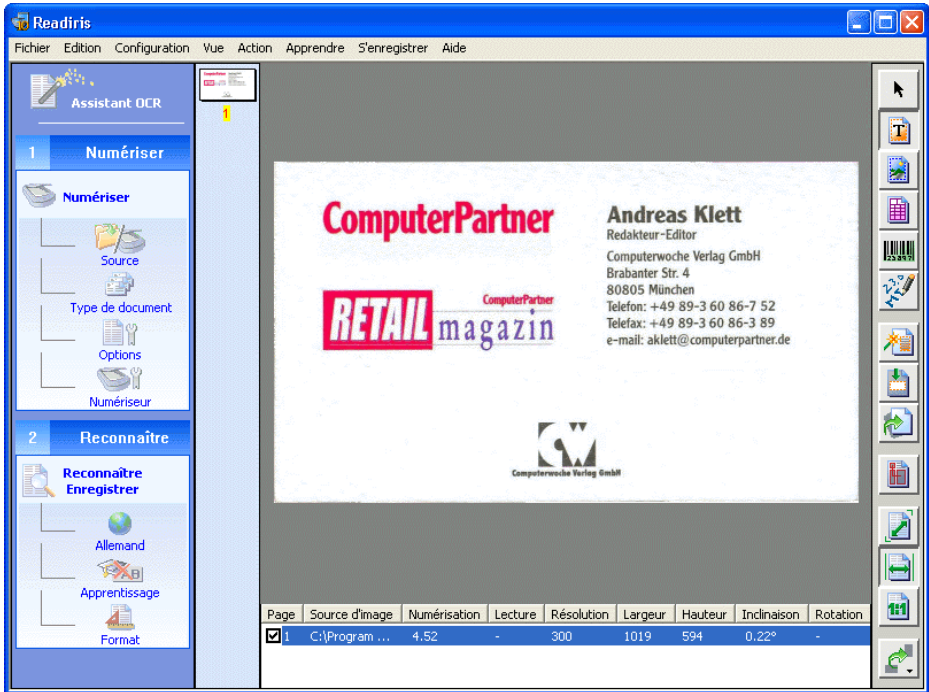 Readiris
Fichier Edition Configuration Vue Action Apprendre S'enregistrer Aide
Assistant OCR
1 Numériser
Numériser
Source
Type de document
Options
Numériseur
2 Reconnaître
Reconnaître
Enregistrer
Allemand
Apprentissage
Format
1
ComputerPartner
RETAIL
ComputerPartner
magazin
Andreas Klett
Redakteur-Editor
Computerwoche Verlag GmbH
Brabanter Str. 4
80805 München
Telefon: +49 89-3 60 86-7 52
Telefax: +49 89-3 60 86-3 89
e-mail: aklett@computerpartner.de
CW
Computerwoche Verlag GmbH
Page Source d'image Numérisation Lecture Résolution Largeur Hauteur Inclinaison Rotation
1 C:\Program ... 4.52 - 300 1019 594 0.22° -
T
1:1